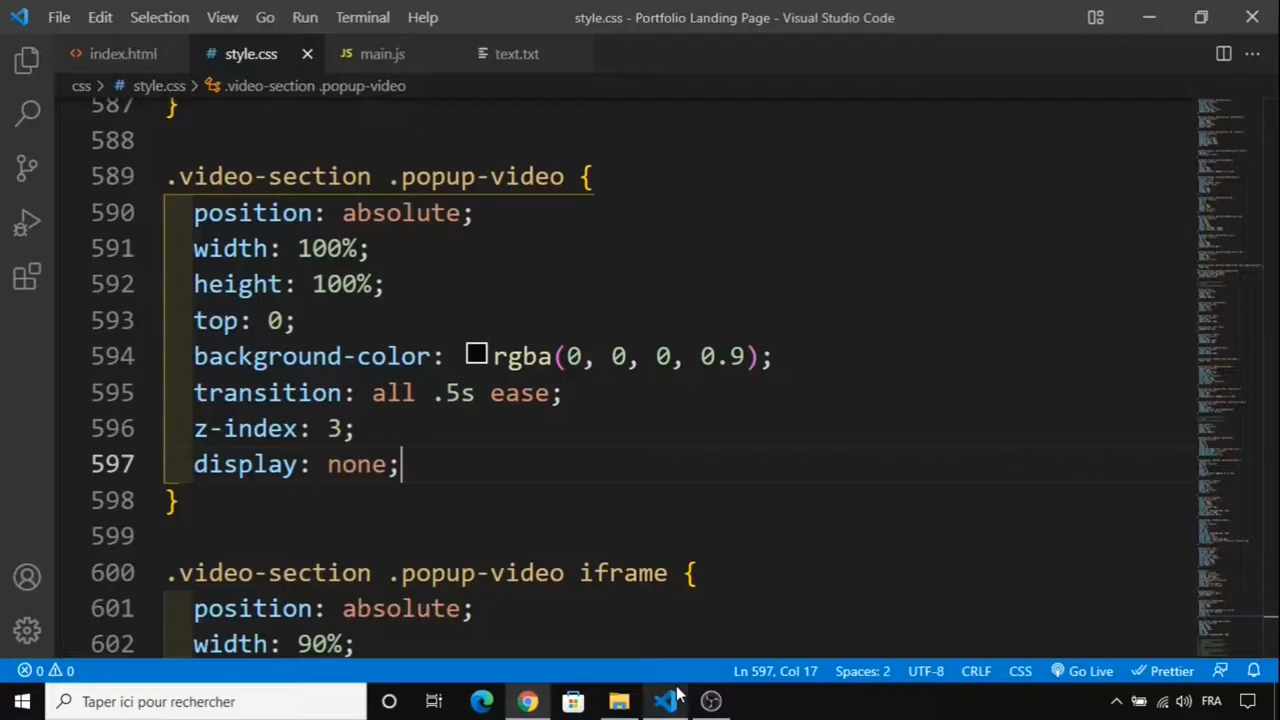 File Edit Selection View Go Run Terminal Help style.css - Portfolio Landing Page - Visual Studio Code
index.html # style.css JS main.js text.txt
css > # style.css > .video-section .popup-video
587 }
588
589 .video-section .popup-video {
590 position: absolute;
591 width: 100%;
592 height: 100%;
593 top: 0;
594 background-color: rgba(0, 0, 0, 0.9);
595 transition: all .5s ease;
596 z-index: 3;
597 display: none;
598 }
599
600 .video-section .popup-video iframe {
601 position: absolute;
602 width: 90%;
0 0 Ln 597, Col 17 Spaces: 2 UTF-8 CRLF CSS Go Live Prettier
Taper ici pour rechercher FRA